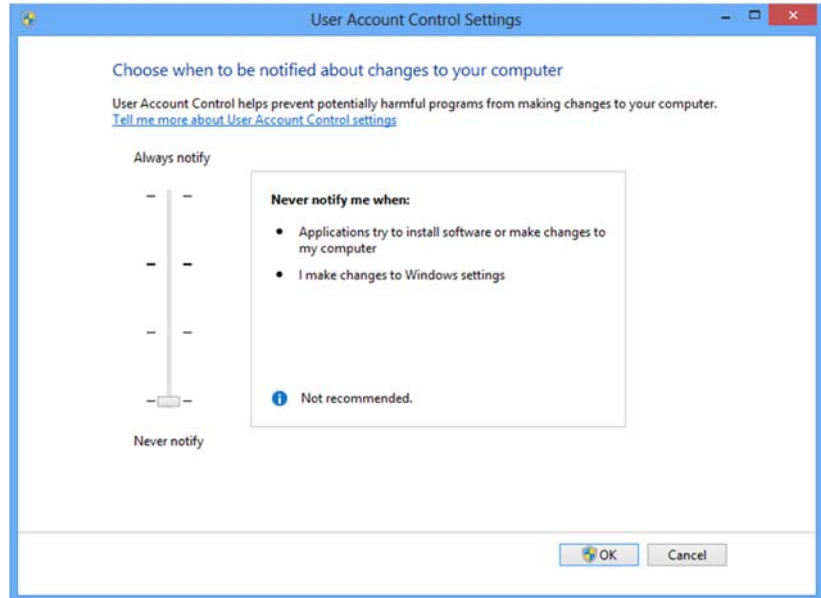 User Account Control Settings
Choose when to be notified about changes to your computer
User Account Control helps prevent potentially harmful programs from making changes to your computer.
Tell me more about User Account Control settings
Always notify
Never notify me when:
Applications try to install software or make changes to
my computer
I make changes to Windows settings
Not recommended.
Never notify
OK
Cancel